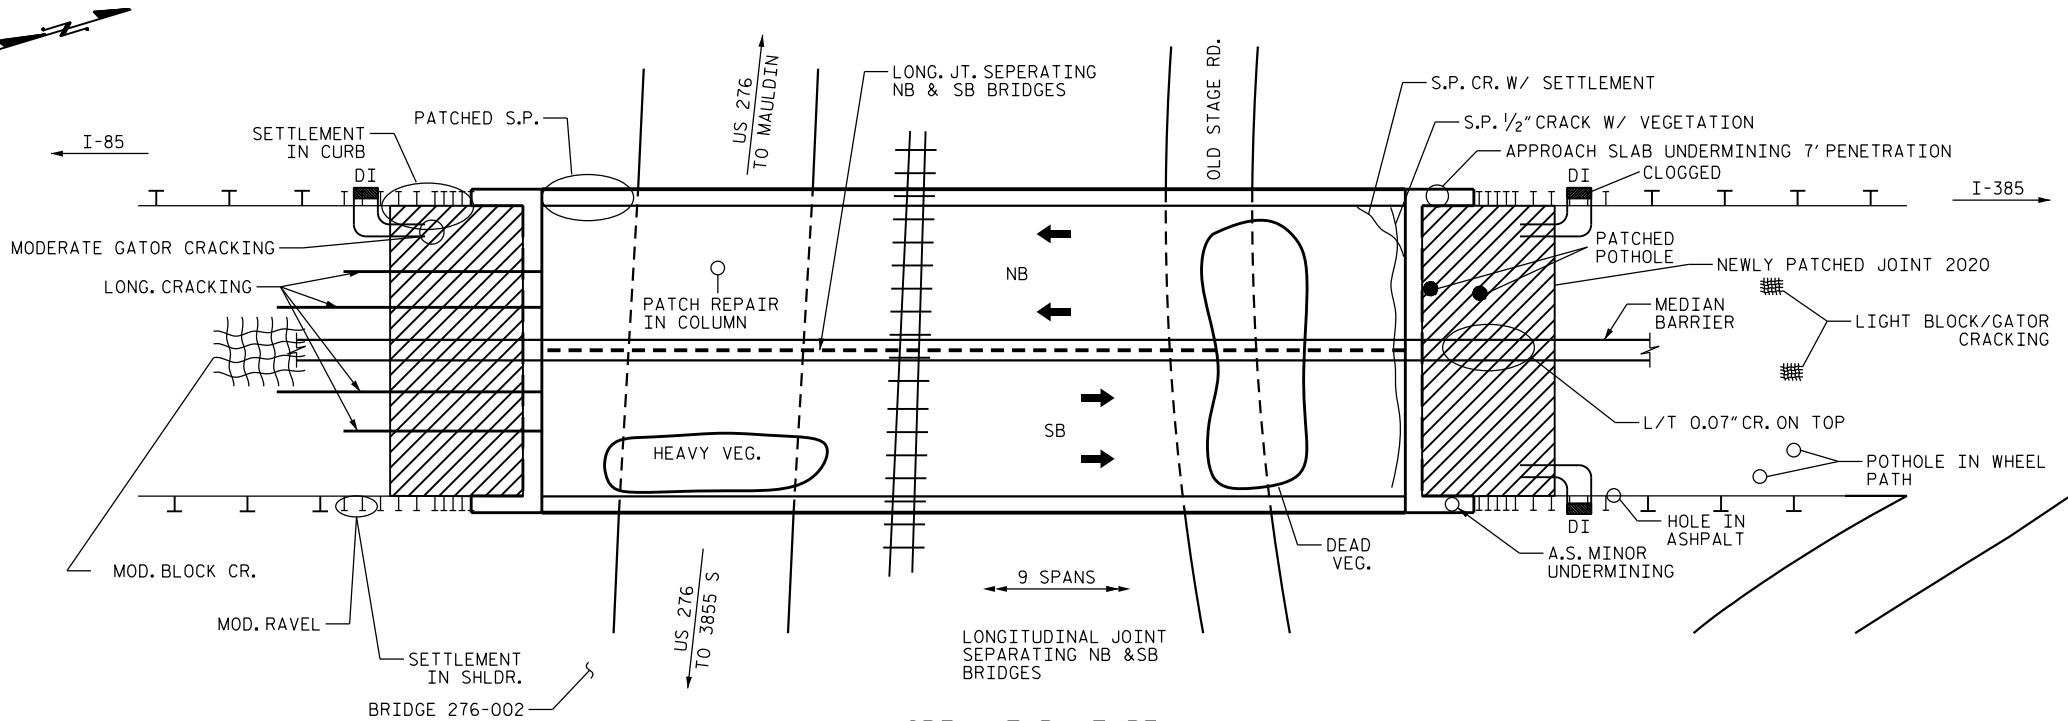 N
I-85
SETTLEMENT
IN CURB
DI
PATCHED S.P.
US 276
TO MAULDIN
LONG. JT. SEPERATING
NB & SB BRIDGES
OLD STAGE RD.
S.P. CR. W/ SETTLEMENT
S.P. 1/2" CRACK W/ VEGETATION
APPROACH SLAB UNDERMINING 7' PENETRATION
CLOGGED
DI
I-385
MODERATE GATOR CRACKING
LONG. CRACKING
PATCH REPAIR
IN COLUMN
NB
PATCHED
POTHOLE
NEWLY PATCHED JOINT 2020
MEDIAN
BARRIER
LIGHT BLOCK/GATOR
CRACKING
L/T 0.07" CR. ON TOP
SB
HEAVY VEG.
POTHOLE IN WHEEL
PATH
DI
HOLE IN
ASHPALT
DEAD
VEG.
A.S. MINOR
UNDERMINING
MOD. BLOCK CR.
MOD. RAVEL
SETTLEMENT
IN SHLDR.
BRIDGE 276-002
US 276
TO 3855 S
9 SPANS
LONGITUDINAL JOINT
SEPARATING NB &SB
BRIDGES